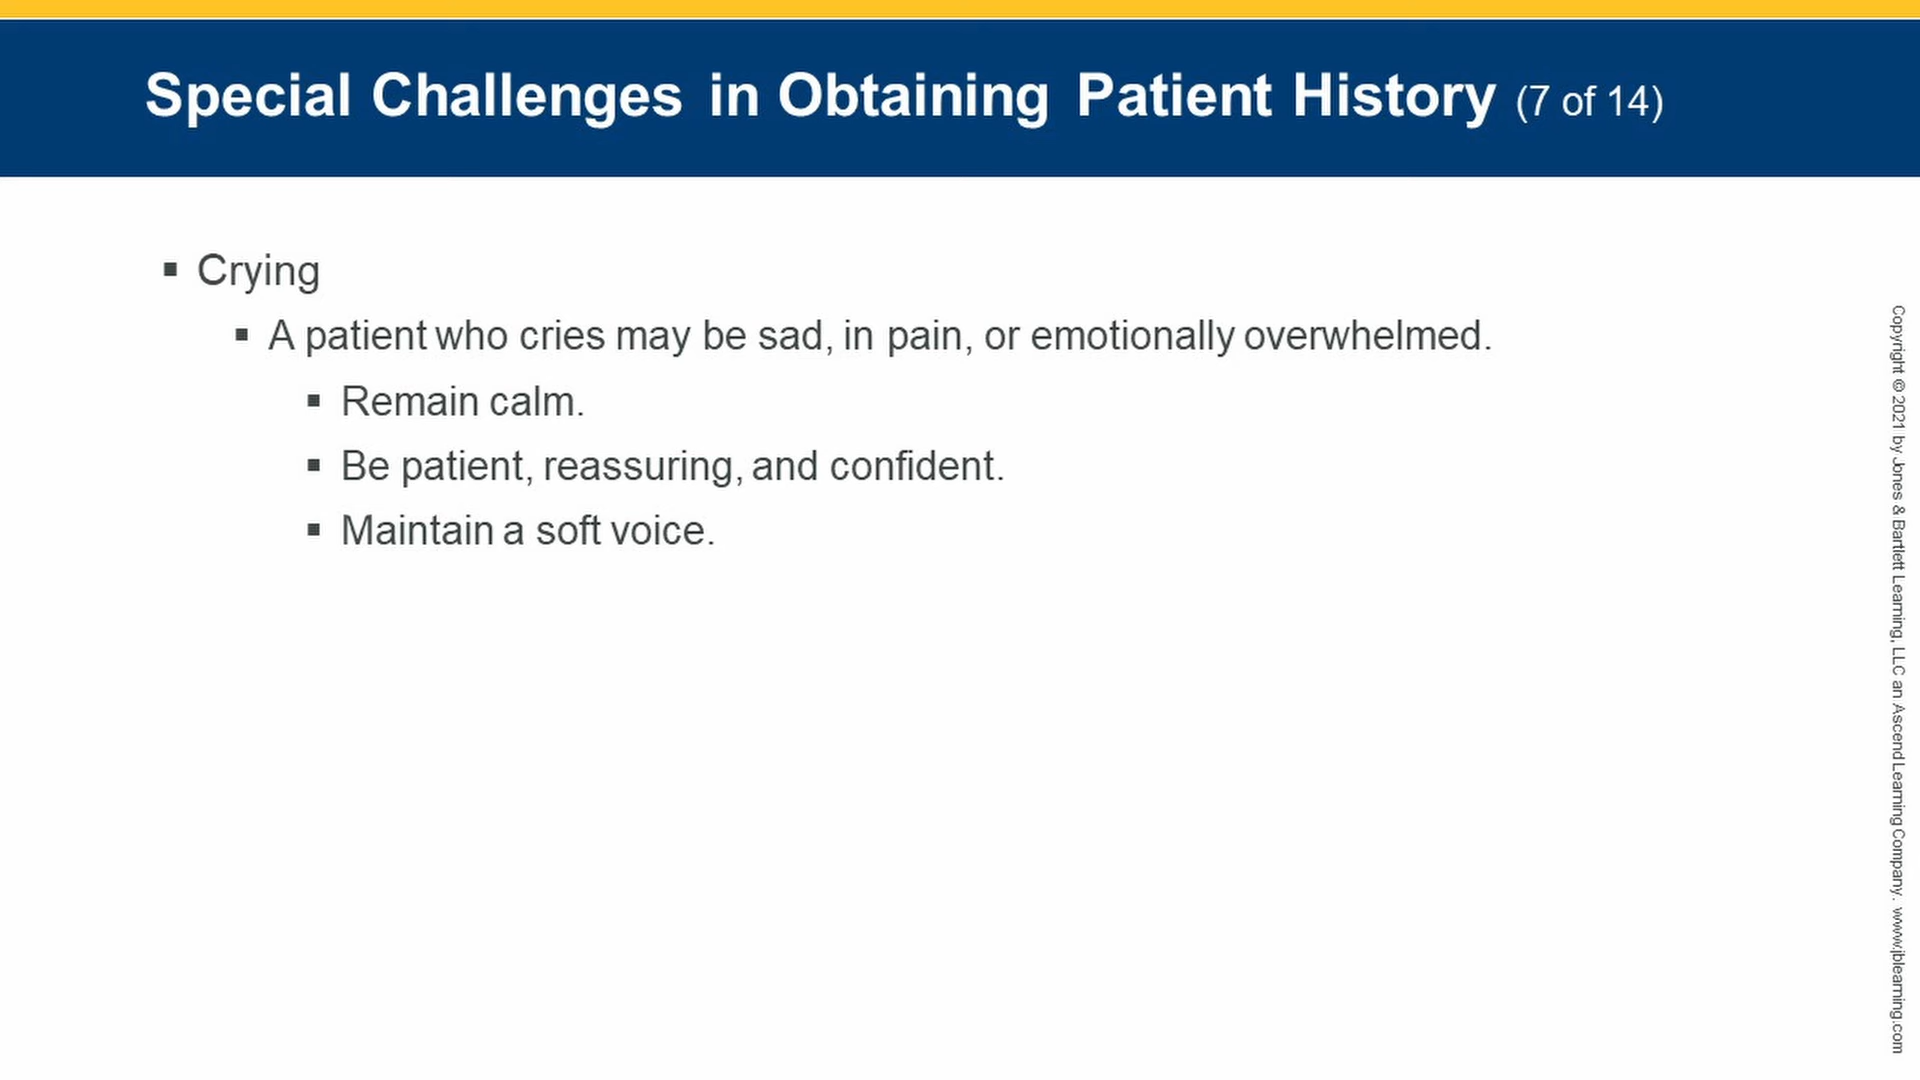 Special Challenges in Obtaining Patient History (7 of 14)
▪ Crying
▪ A patient who cries may be sad, in pain, or emotionally overwhelmed.
▪ Remain calm.
▪ Be patient, reassuring, and confident.
▪ Maintain a soft voice.
Copyright © 2021 by Jones & Bartlett Learning, LLC an Ascend Learning Company. www.jblearning.com